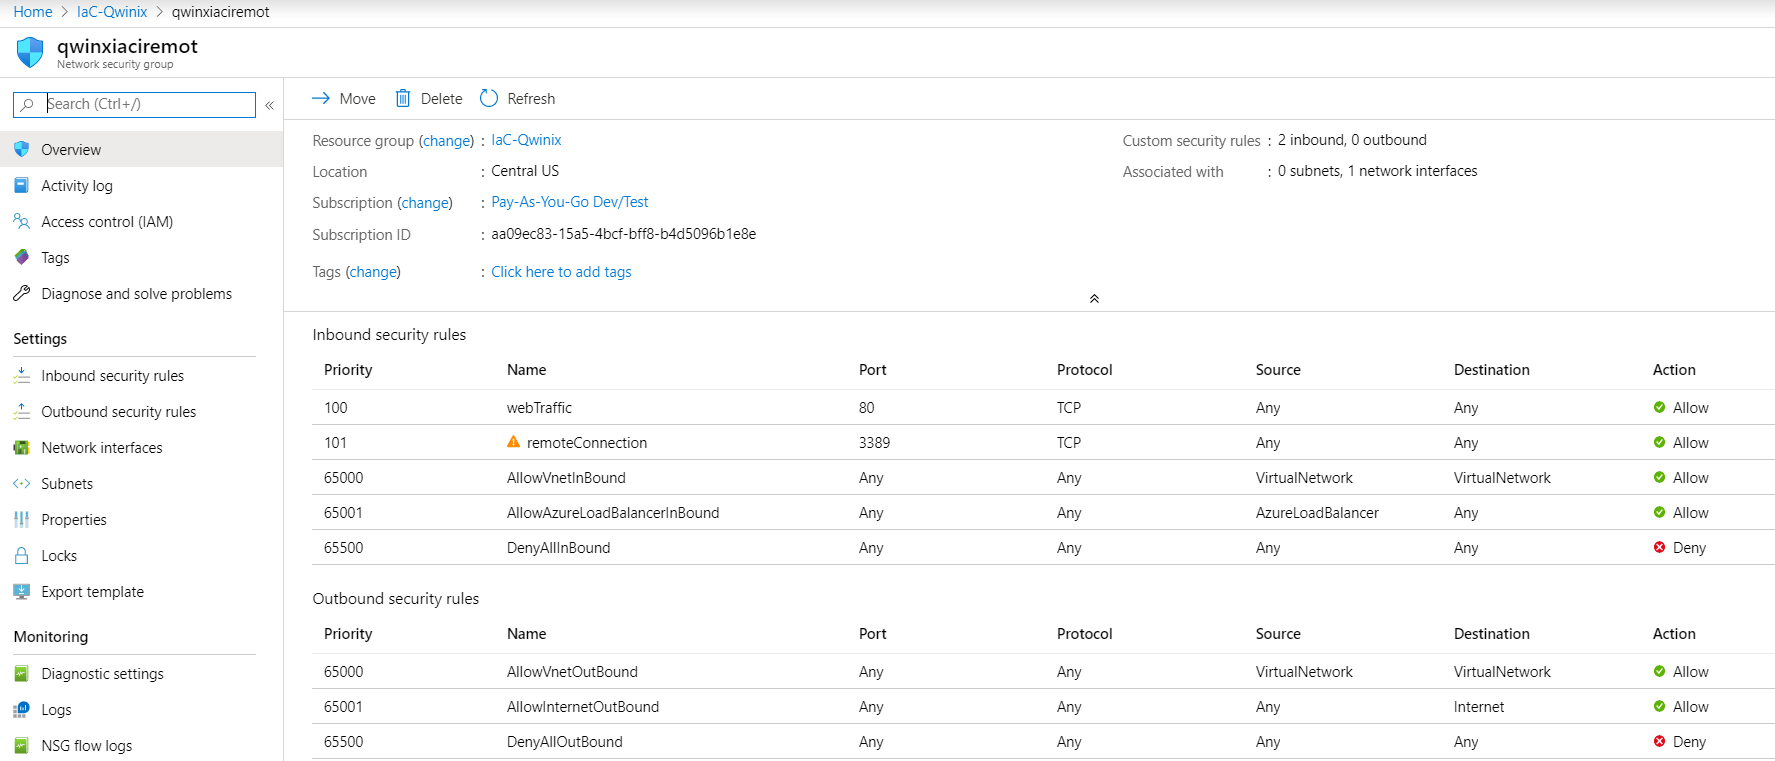 Home > IaC-Qwinix > qwinxiaciremot
qwinxiaciremot
Network security group
Search (Ctrl+/)
«
Overview
Activity log
Access control (IAM)
Tags
Diagnose and solve problems
Settings
Inbound security rules
Outbound security rules
Network interfaces
Subnets
Properties
Locks
Export template
Monitoring
Diagnostic settings
Logs
NSG flow logs
Move Delete Refresh
Resource group (change) : IaC-Qwinix
Location : Central US
Subscription (change) : Pay-As-You-Go Dev/Test
Subscription ID : aa09ec83-15a5-4bcf-bff8-b4d5096b1e8e
Tags (change) : Click here to add tags
Custom security rules : 2 inbound, 0 outbound
Associated with : 0 subnets, 1 network interfaces
Inbound security rules
Priority Name Port Protocol Source Destination Action
100 webTraffic 80 TCP Any Any Allow
101 remoteConnection 3389 TCP Any Any Allow
65000 AllowVnetInBound Any Any VirtualNetwork VirtualNetwork Allow
65001 AllowAzureLoadBalancerInBound Any Any AzureLoadBalancer Any Allow
65500 DenyAllInBound Any Any Any Any Deny
Outbound security rules
Priority Name Port Protocol Source Destination Action
65000 AllowVnetOutBound Any Any VirtualNetwork VirtualNetwork Allow
65001 AllowInternetOutBound Any Any Any Internet Allow
65500 DenyAllOutBound Any Any Any Any Deny